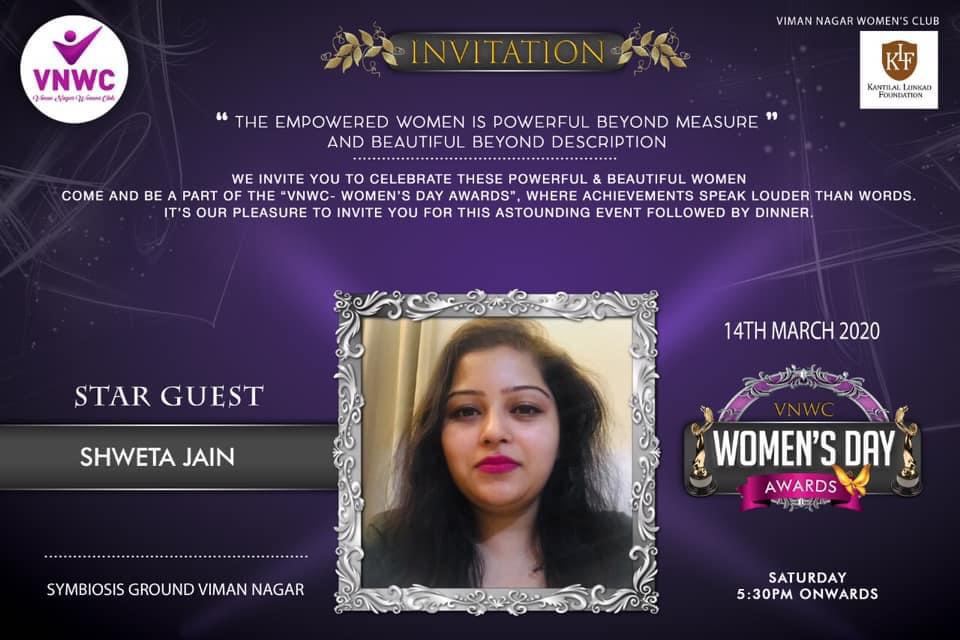 VIMAN NAGAR WOMEN'S CLUB
VNWC
Viman Nagar Womens Club
INVITATION
KLF
KANTILAL LUNKAD
FOUNDATION
“ THE EMPOWERED WOMEN IS POWERFUL BEYOND MEASURE ”
AND BEAUTIFUL BEYOND DESCRIPTION
WE INVITE YOU TO CELEBRATE THESE POWERFUL & BEAUTIFUL WOMEN
COME AND BE A PART OF THE “VNWC- WOMEN'S DAY AWARDS”, WHERE ACHIEVEMENTS SPEAK LOUDER THAN WORDS.
IT'S OUR PLEASURE TO INVITE YOU FOR THIS ASTOUNDING EVENT FOLLOWED BY DINNER.
14TH MARCH 2020
STAR GUEST
SHWETA JAIN
VNWC
WOMEN'S DAY
AWARDS
SYMBIOSIS GROUND VIMAN NAGAR
SATURDAY
5:30PM ONWARDS